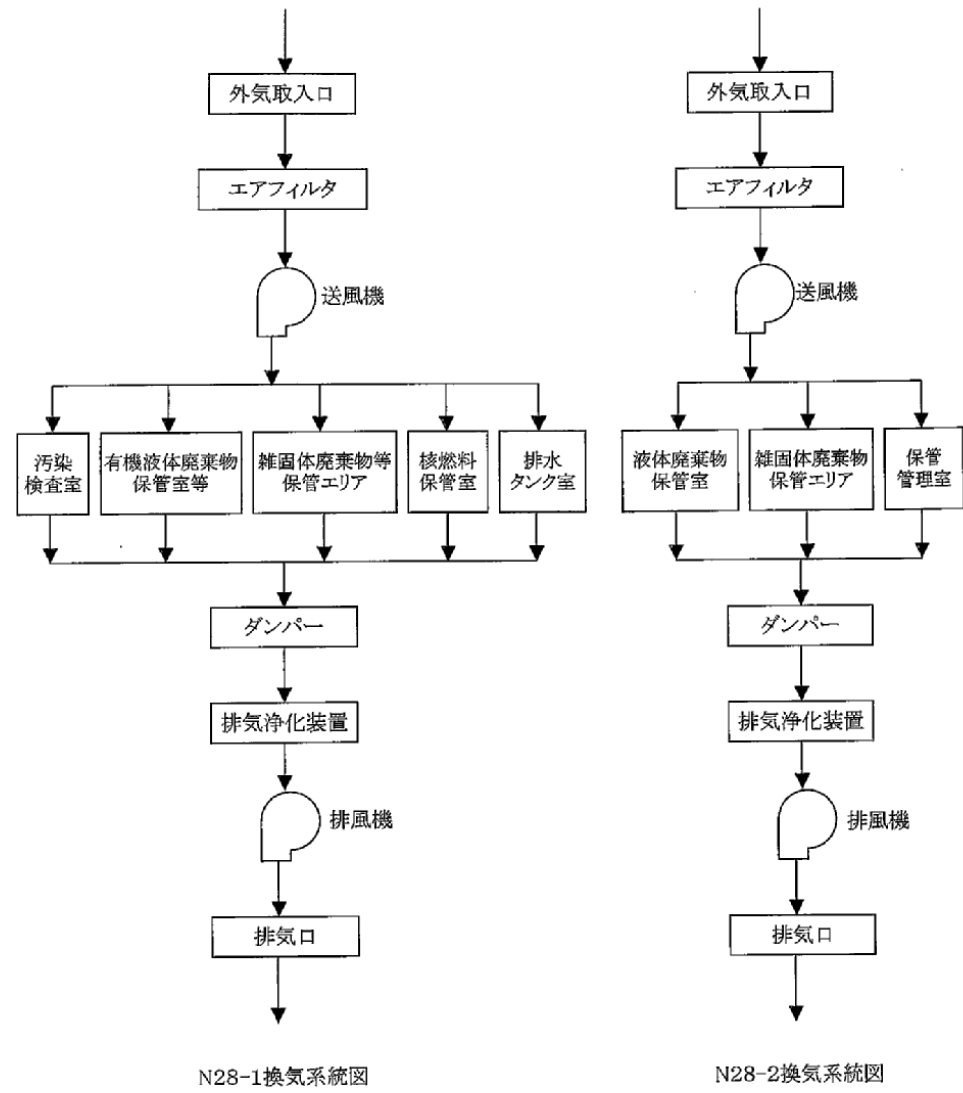 外気取入口
エアフィルタ
送風機
汚染
検査室
有機液体廃棄物
保管室等
雑固体廃棄物等
保管エリア
核燃料
保管室
排水
タンク室
ダンパー
排気浄化装置
排風機
排気口
N28-1換気系統図
外気取入口
エアフィルタ
送風機
液体廃棄物
保管室
雑固体廃棄物
保管エリア
保管
管理室
ダンパー
排気浄化装置
排風機
排気口
N28-2換気系統図